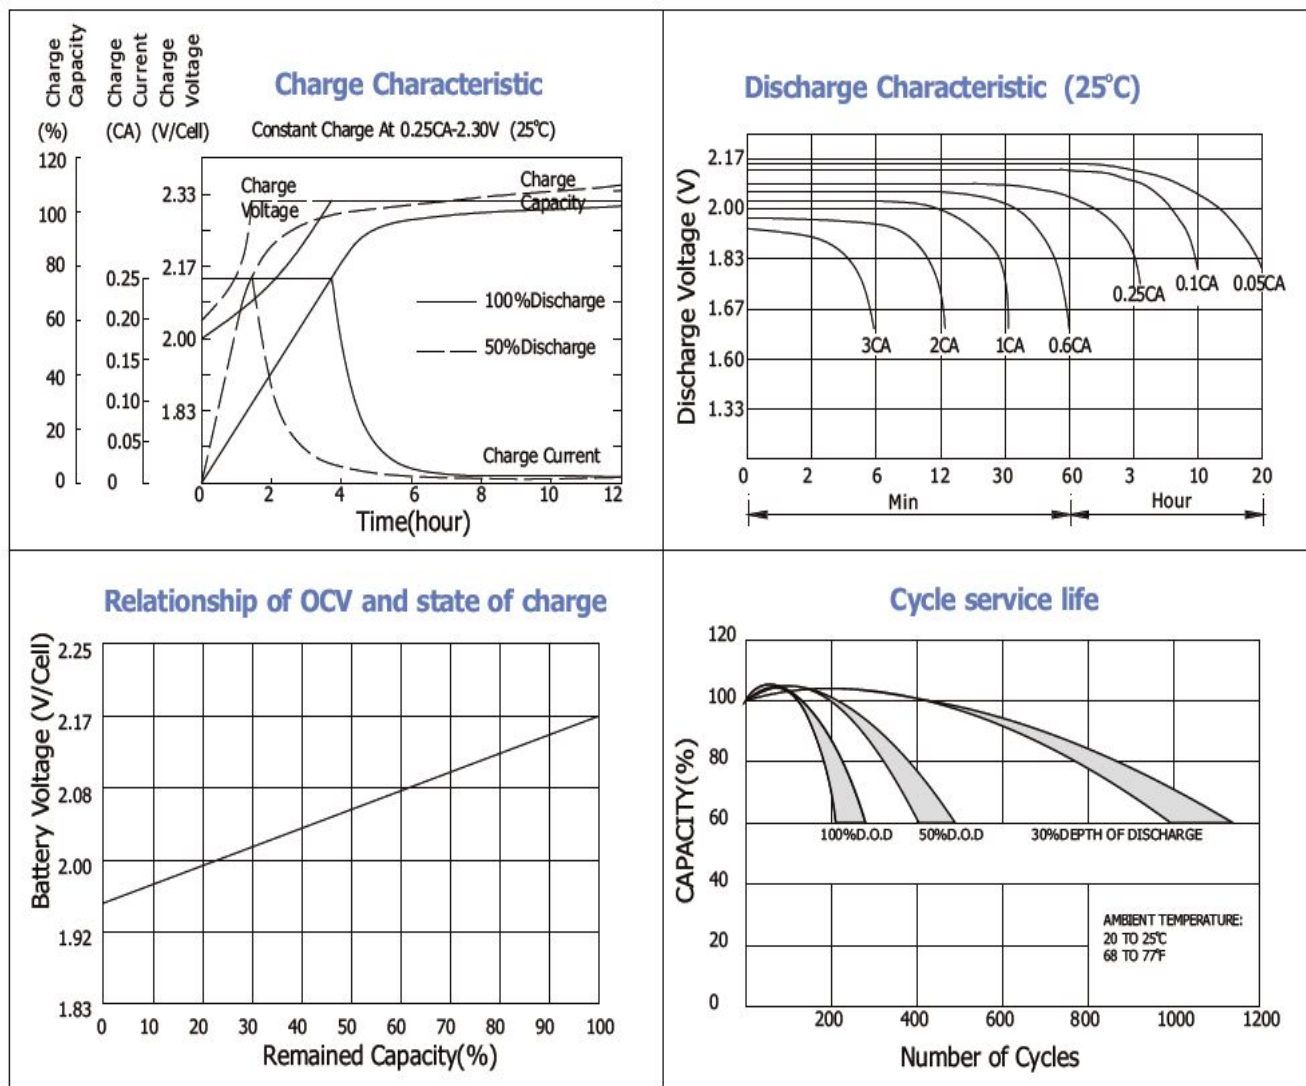 Charge Characteristic
Charge
Capacity
Charge
Current
Charge
Voltage
(%)
(CA)
(V/Cell)
Constant Charge At 0.25CA-2.30V (25°C)
120
100
80
60
40
20
0
0.25
0.20
0.15
0.10
0.05
0
2.33
2.17
2.00
1.83
Charge
Voltage
Charge
Capacity
100%Discharge
50%Discharge
Charge Current
0 2 4 6 8 10 12
Time(hour)
Discharge Characteristic (25°C)
Discharge Voltage (V)
2.17
2.00
1.83
1.67
1.60
1.33
3CA 2CA 1CA 0.6CA 0.25CA 0.1CA 0.05CA
0 2 6 12 30 60 3 10 20
Min Hour
Relationship of OCV and state of charge
Battery Voltage (V/Cell)
2.25
2.17
2.08
2.00
1.92
1.83
0 10 20 30 40 50 60 70 80 90 100
Remained Capacity(%)
Cycle service life
CAPACITY(%)
120
100
80
60
40
20
0
100%D.O.D 50%D.O.D 30%DEPTH OF DISCHARGE
AMBIENT TEMPERATURE:
20 TO 25°C
68 TO 77°F
200 400 600 800 1000 1200
Number of Cycles